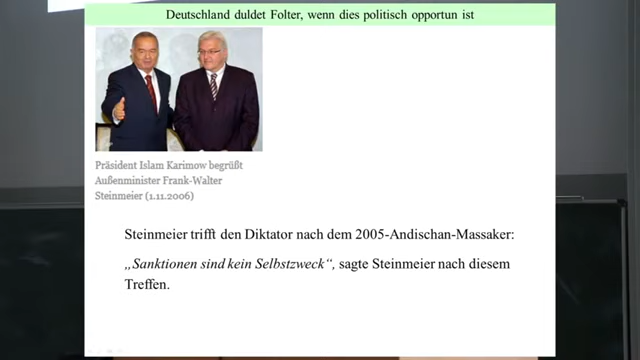 Deutschland duldet Folter, wenn dies politisch opportun ist
Präsident Islam Karimow begrüßt
Außenminister Frank-Walter
Steinmeier (1.11.2006)
Steinmeier trifft den Diktator nach dem 2005-Andischan-Massaker:
„Sanktionen sind kein Selbstzweck“, sagte Steinmeier nach diesem
Treffen.